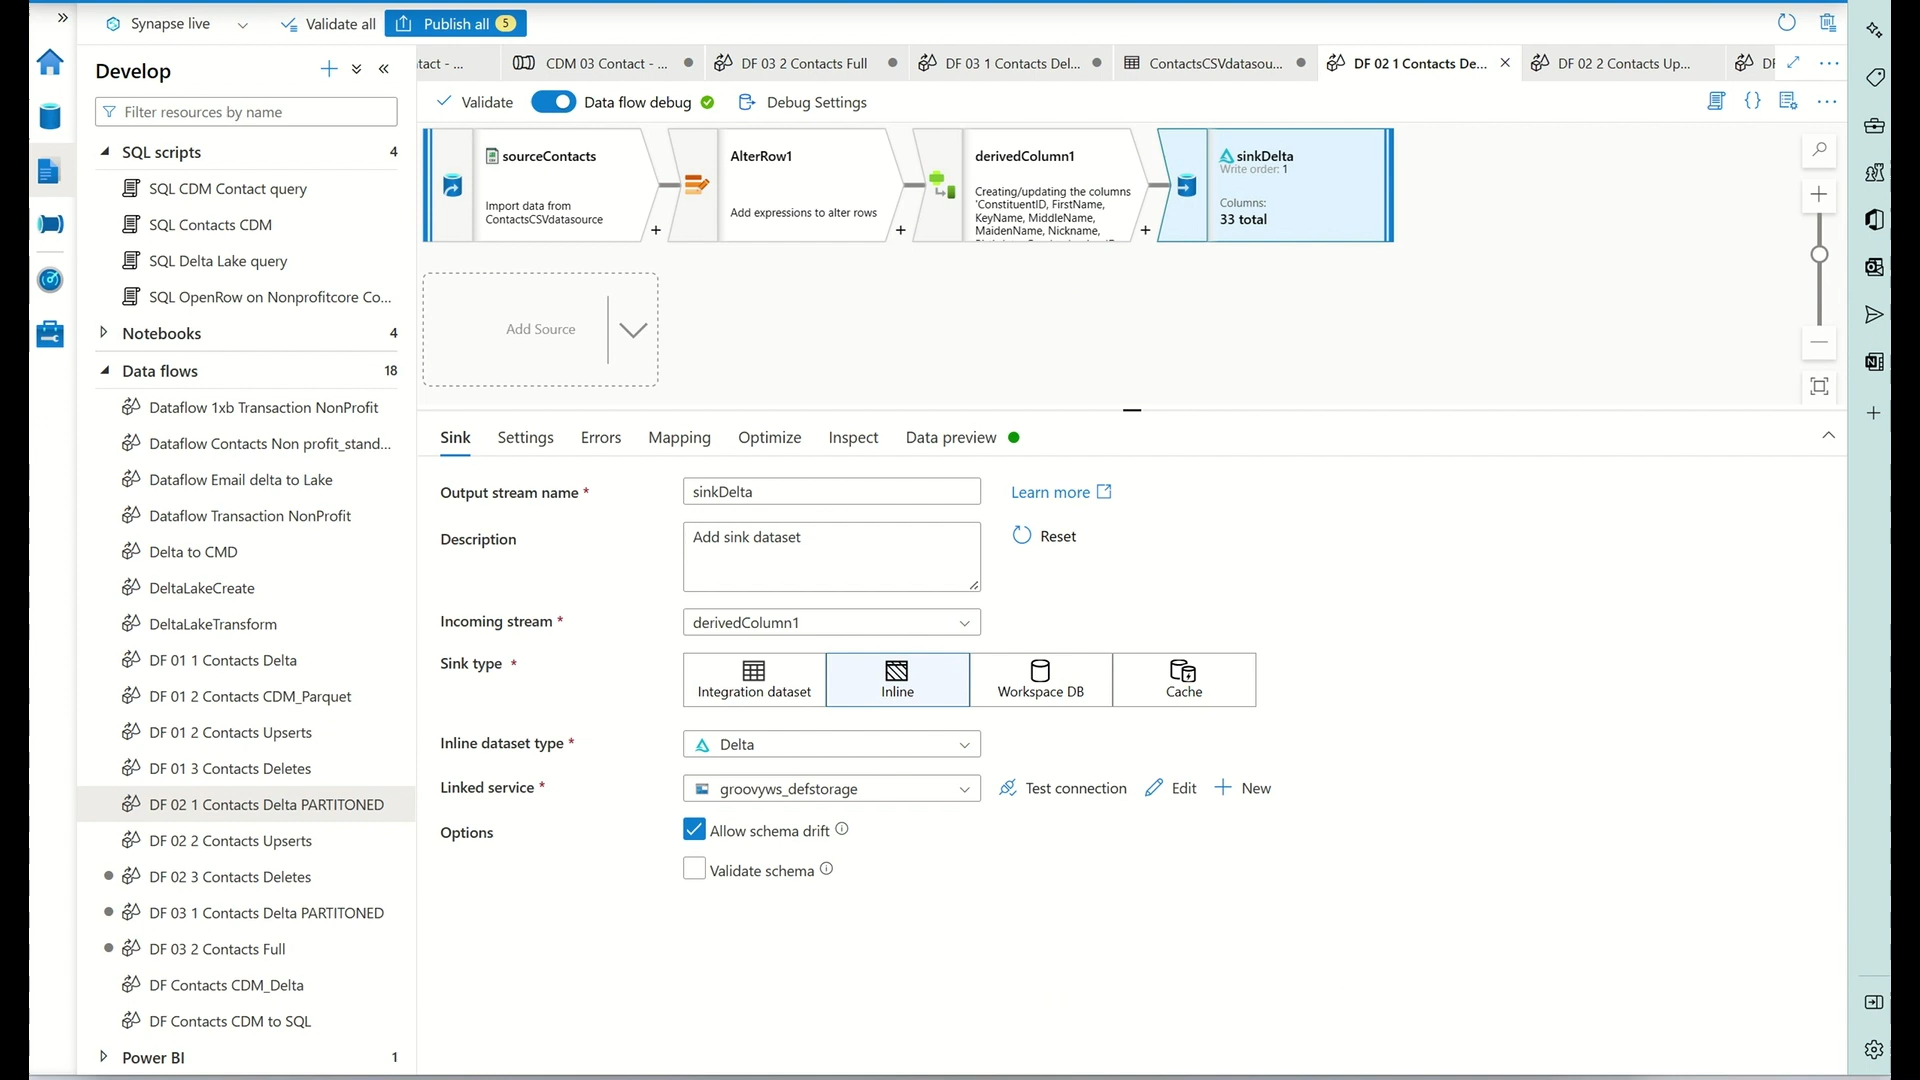 Synapse live
Validate all
Publish all 5
Develop
Filter resources by name
SQL scripts 4
SQL CDM Contact query
SQL Contacts CDM
SQL Delta Lake query
SQL OpenRow on Nonprofitcore Co...
Notebooks 4
Data flows 18
Dataflow 1xb Transaction NonProfit
Dataflow Contacts Non profit_stand...
Dataflow Email delta to Lake
Dataflow Transaction NonProfit
Delta to CMD
DeltaLakeCreate
DeltaLakeTransform
DF 01 1 Contacts Delta
DF 01 2 Contacts CDM_Parquet
DF 01 2 Contacts Upserts
DF 01 3 Contacts Deletes
DF 02 1 Contacts Delta PARTITONED
DF 02 2 Contacts Upserts
DF 02 3 Contacts Deletes
DF 03 1 Contacts Delta PARTITONED
DF 03 2 Contacts Full
DF Contacts CDM_Delta
DF Contacts CDM to SQL
Power BI 1
tact - ...
CDM 03 Contact - ...
DF 03 2 Contacts Full
DF 03 1 Contacts Del...
ContactsCSVdatasou...
DF 02 1 Contacts De...
DF 02 2 Contacts Up...
DF
Validate
Data flow debug
Debug Settings
sourceContacts
Import data from
ContactsCSVdatasource
AlterRow1
Add expressions to alter rows
derivedColumn1
Creating/updating the columns
'ConstituentID, FirstName,
KeyName, MiddleName,
MaidenName, Nickname,
sinkDelta
Write order: 1
Columns:
33 total
Add Source
Sink
Settings
Errors
Mapping
Optimize
Inspect
Data preview
Output stream name *
sinkDelta
Learn more
Description
Add sink dataset
Reset
Incoming stream *
derivedColumn1
Sink type *
Integration dataset
Inline
Workspace DB
Cache
Inline dataset type *
Delta
Linked service *
groovyws_defstorage
Test connection
Edit
New
Options
Allow schema drift
Validate schema